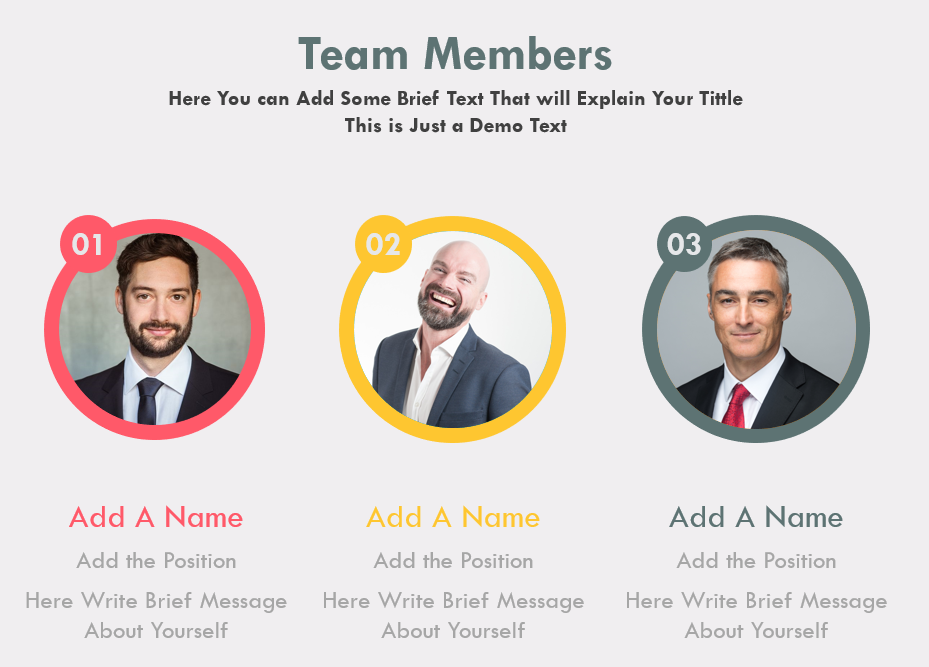 Team Members
Here You can Add Some Brief Text That will Explain Your Tittle
This is Just a Demo Text
01
02
03
Add A Name
Add the Position
Here Write Brief Message
About Yourself
Add A Name
Add the Position
Here Write Brief Message
About Yourself
Add A Name
Add the Position
Here Write Brief Message
About Yourself